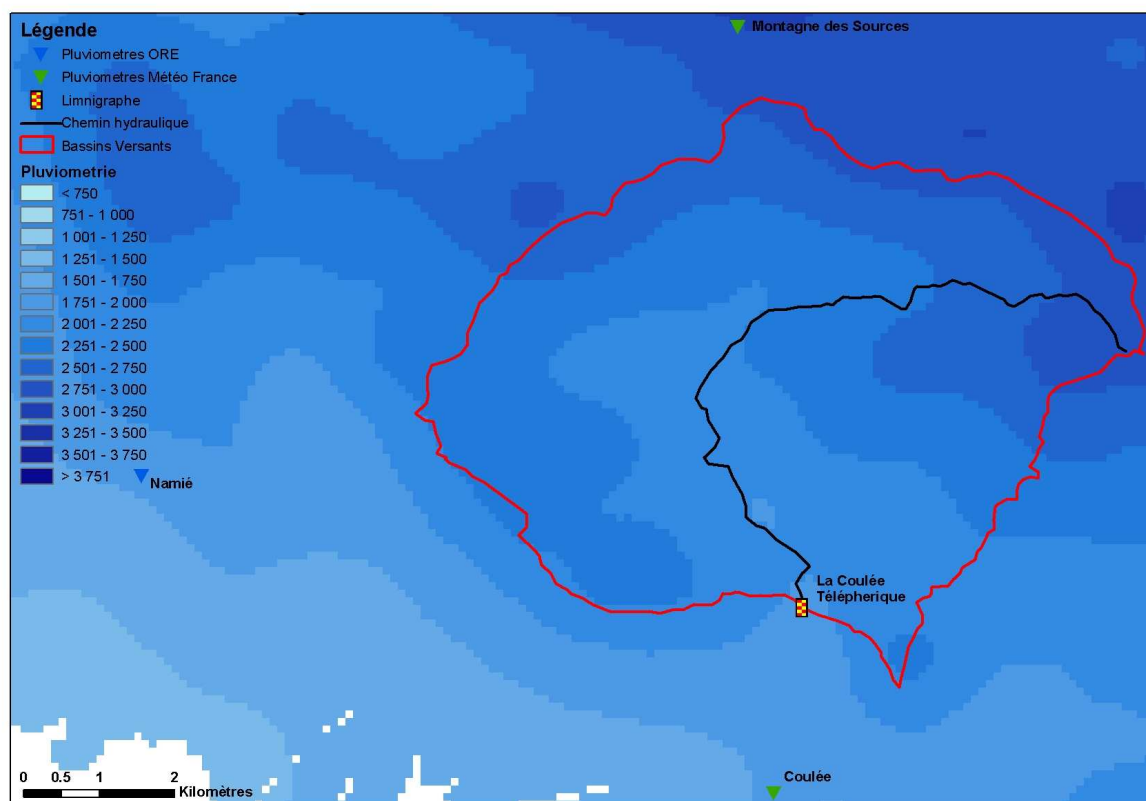 Légende
Pluviometres ORE
Pluviometres Météo France
Limnigraphe
Chemin hydraulique
Bassins Versants
Pluviometrie
< 750
751 - 1 000
1 001 - 1 250
1 251 - 1 500
1 501 - 1 750
1 751 - 2 000
2 001 - 2 250
2 251 - 2 500
2 501 - 2 750
2 751 - 3 000
3 001 - 3 250
3 251 - 3 500
3 501 - 3 750
> 3 751
Montagne des Sources
Namié
La Coulée
Télépherique
Coulée
0 0.5 1 2
Kilomètres